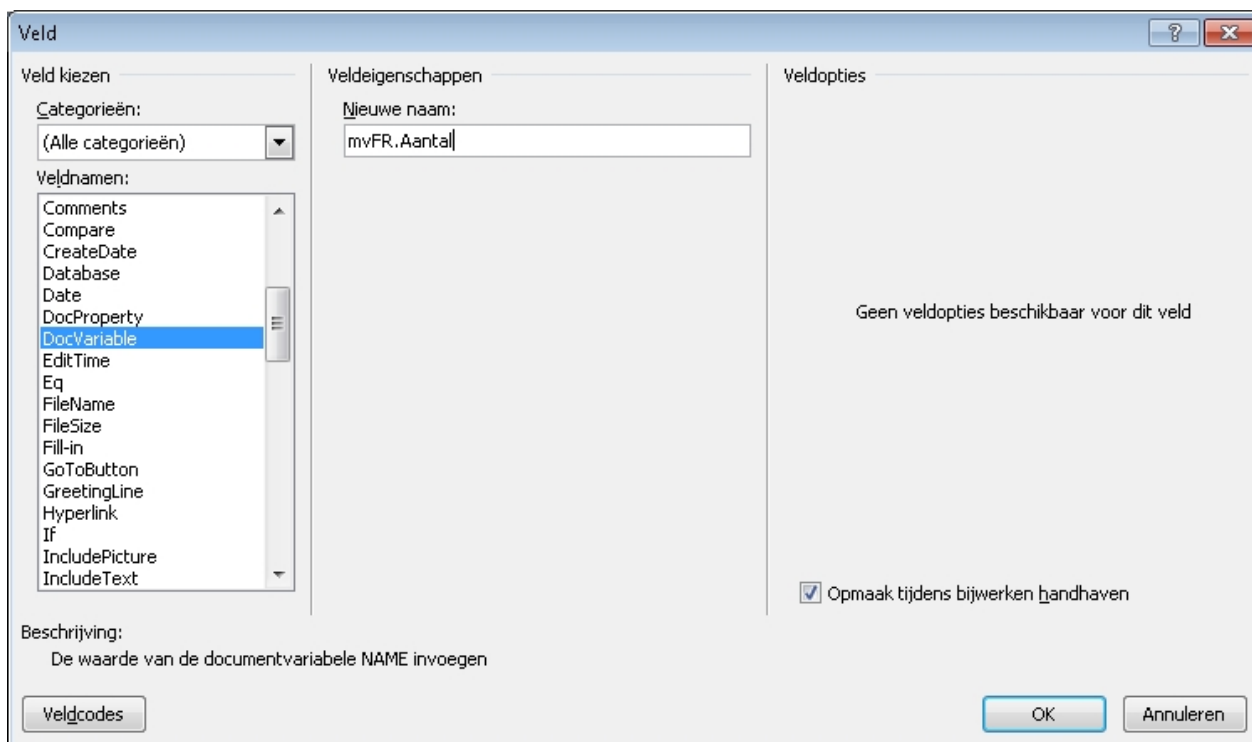 Veld
Veld kiezen
Categorieën:
(Alle categorieën)
Veldnamen:
Comments
Compare
CreateDate
Database
Date
DocProperty
DocVariable
EditTime
Eq
FileName
FileSize
Fill-in
GoToButton
GreetingLine
Hyperlink
If
IncludePicture
IncludeText
Veldeigenschappen
Nieuwe naam:
mvFR.Aantal
Veldopties
Geen veldopties beschikbaar voor dit veld
Opmaak tijdens bijwerken handhaven
Beschrijving:
De waarde van de documentvariabele NAME invoegen
Veldcodes
OK
Annuleren